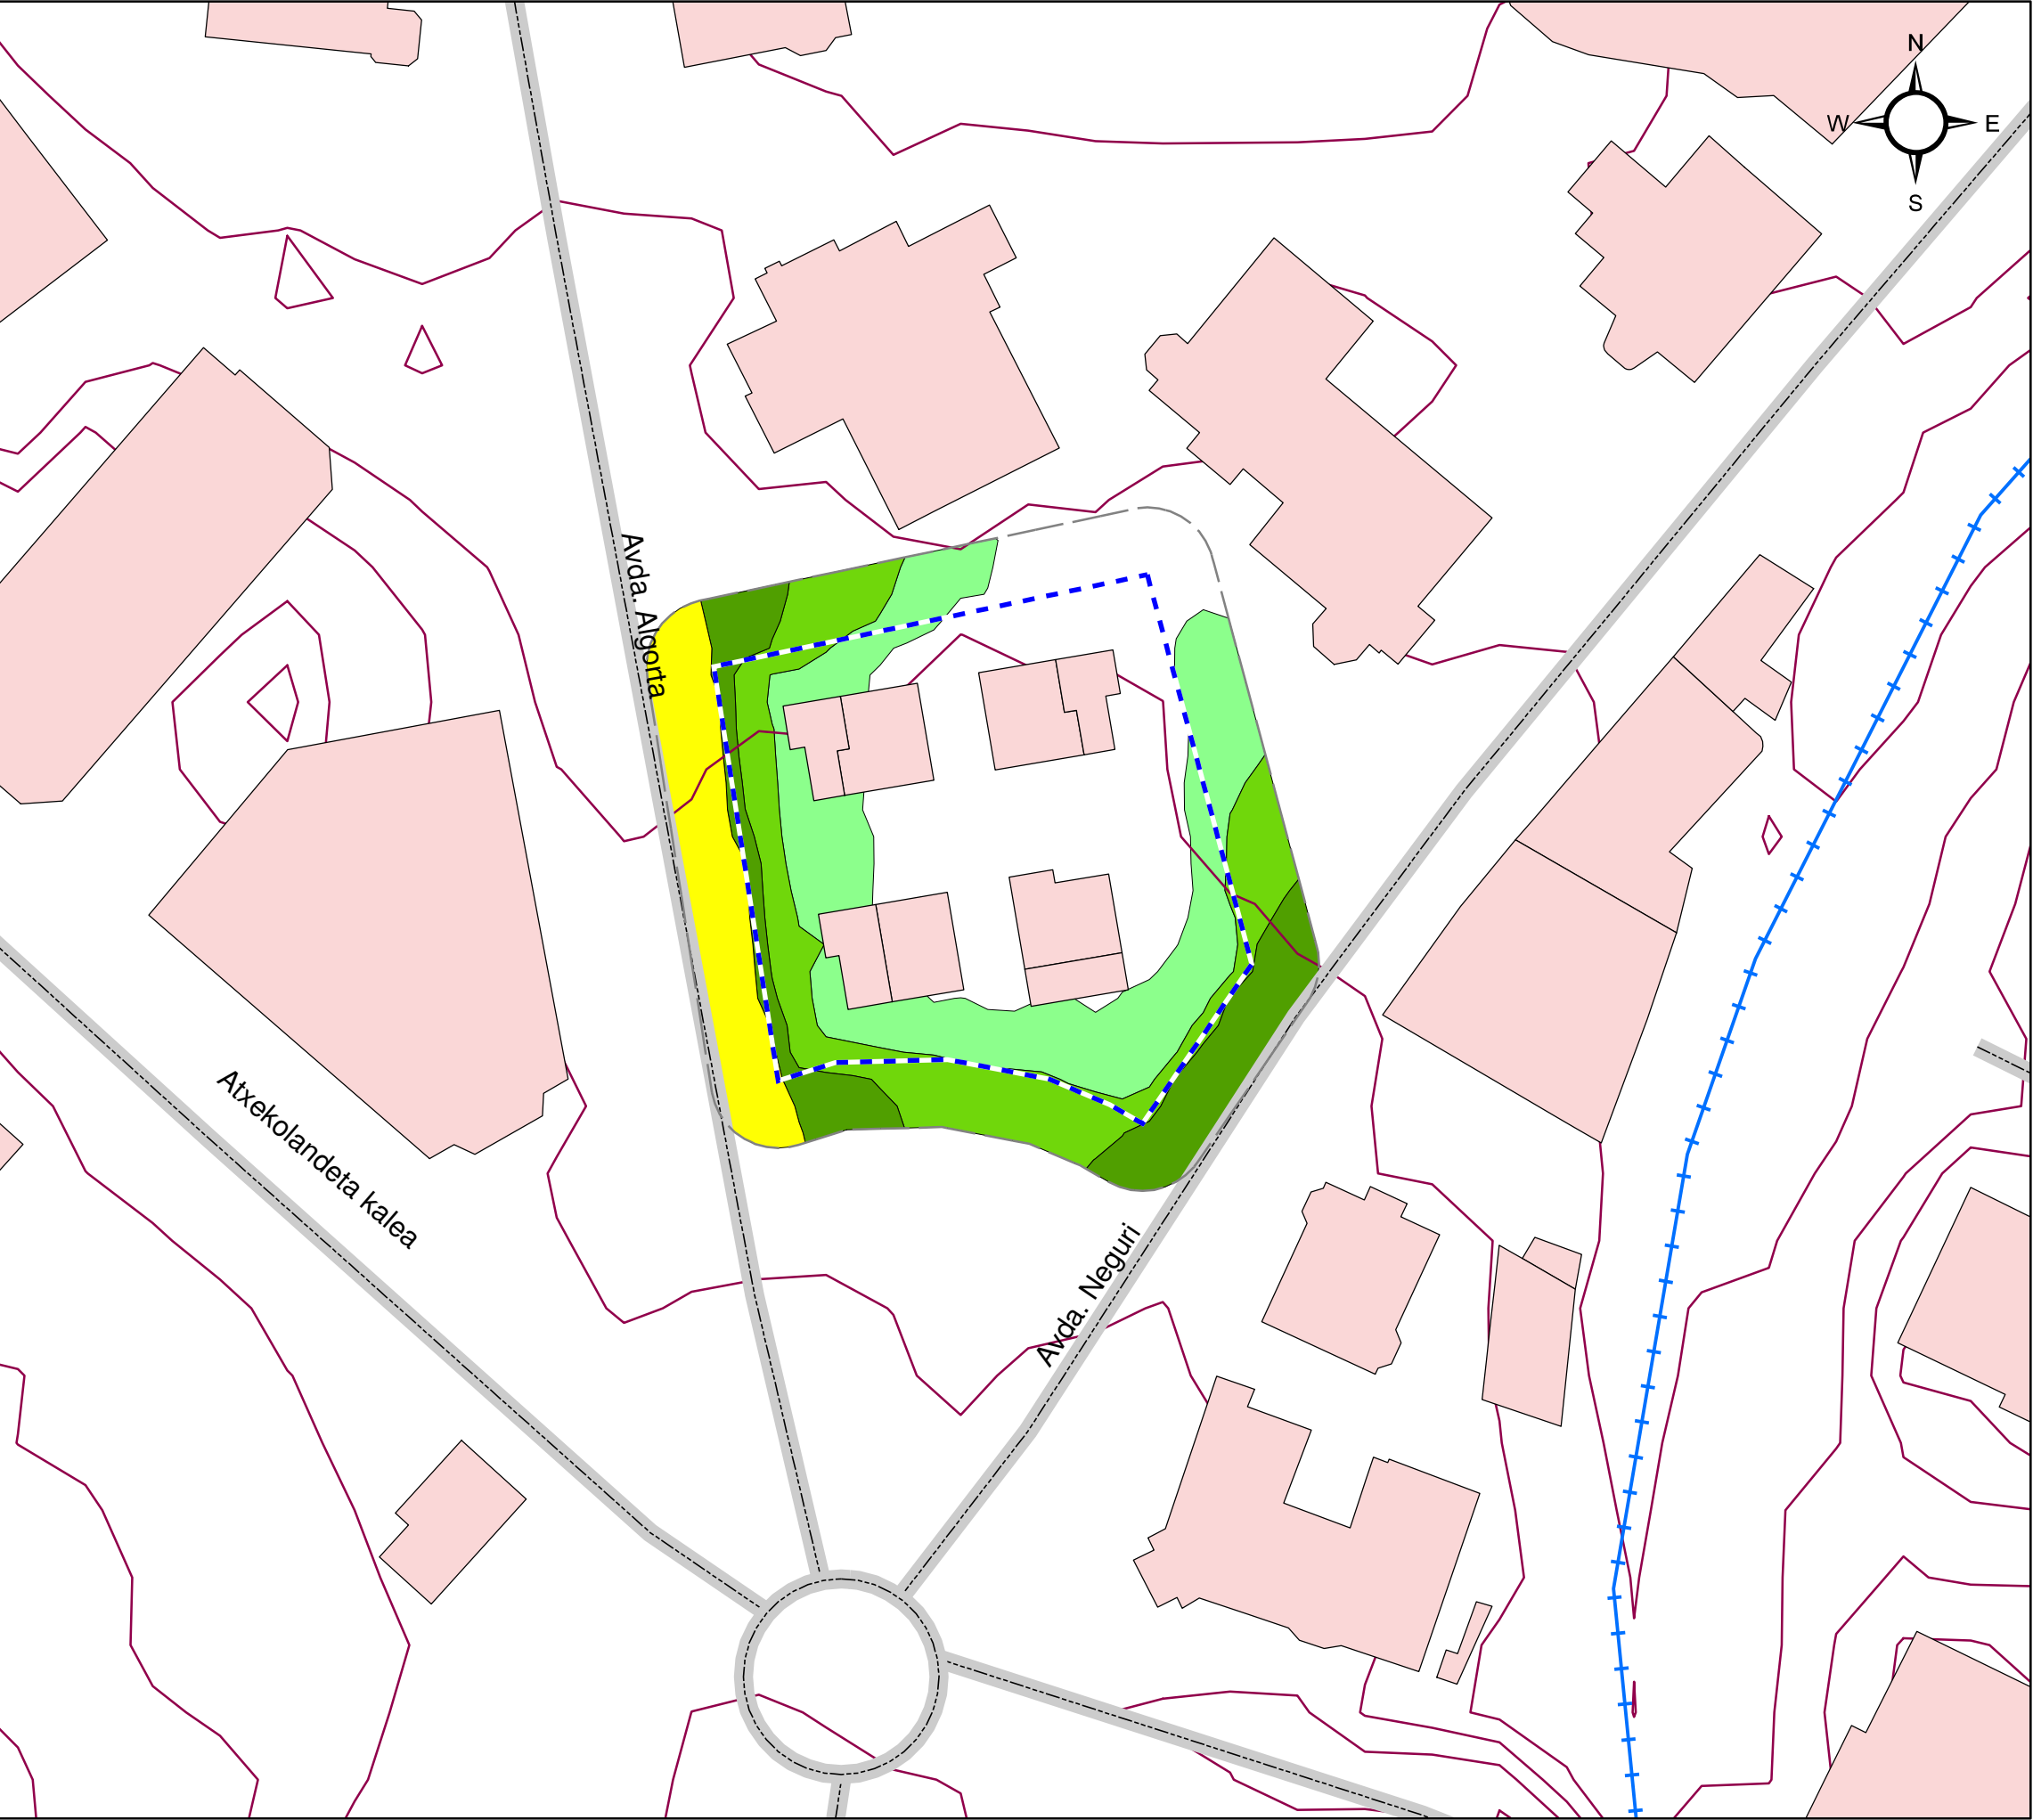 N
W E
S
Avda. Algorta
Atxekolandeta kalea
Avda. Neguri